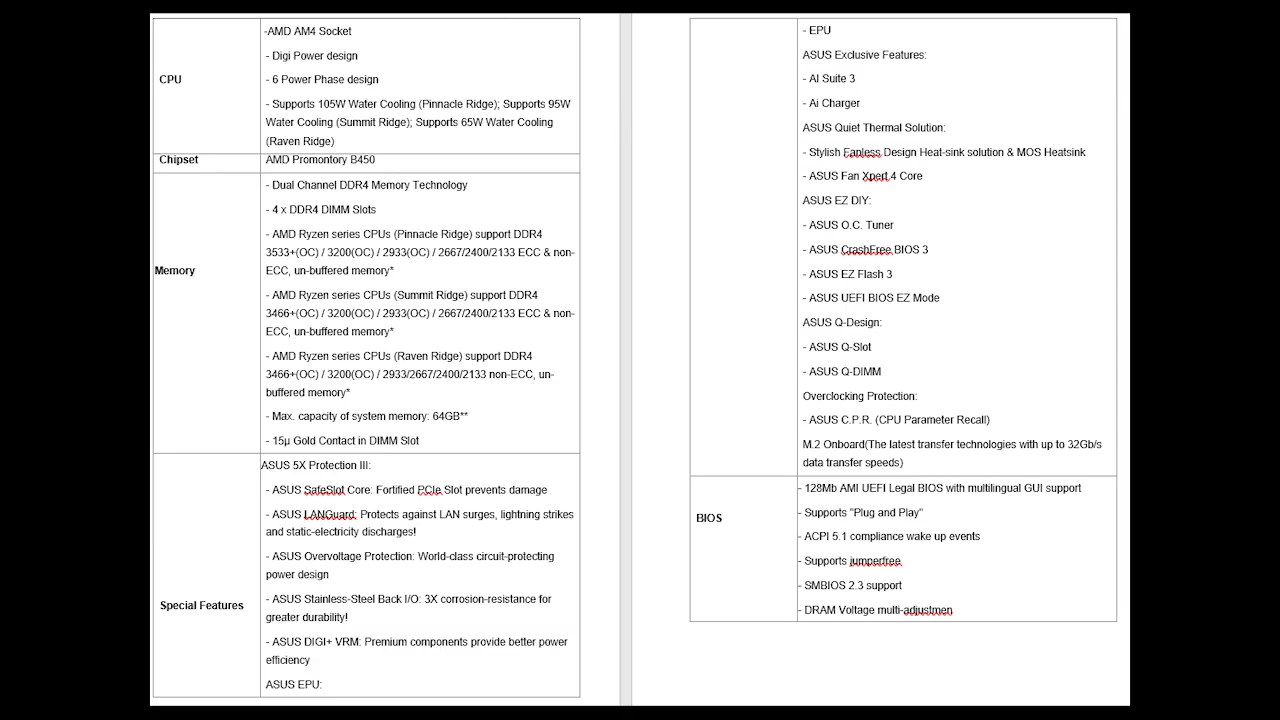 CPU
-AMD AM4 Socket
- Digi Power design
- 6 Power Phase design
- Supports 105W Water Cooling (Pinnacle Ridge); Supports 95W
Water Cooling (Summit Ridge); Supports 65W Water Cooling
(Raven Ridge)
Chipset
AMD Promontory B450
Memory
- Dual Channel DDR4 Memory Technology
- 4 x DDR4 DIMM Slots
- AMD Ryzen series CPUs (Pinnacle Ridge) support DDR4
3533+(OC) / 3200(OC) / 2933(OC) / 2667/2400/2133 ECC & non-
ECC, un-buffered memory*
- AMD Ryzen series CPUs (Summit Ridge) support DDR4
3466+(OC) / 3200(OC) / 2933(OC) / 2667/2400/2133 ECC & non-
ECC, un-buffered memory*
- AMD Ryzen series CPUs (Raven Ridge) support DDR4
3466+(OC) / 3200(OC) / 2933/2667/2400/2133 non-ECC, un-
buffered memory*
- Max. capacity of system memory: 64GB**
- 15µ Gold Contact in DIMM Slot
Special Features
ASUS 5X Protection III:
- ASUS SafeSlot Core: Fortified PCIe Slot prevents damage
- ASUS LANGuard: Protects against LAN surges, lightning strikes
and static-electricity discharges!
- ASUS Overvoltage Protection: World-class circuit-protecting
power design
- ASUS Stainless-Steel Back I/O: 3X corrosion-resistance for
greater durability!
- ASUS DIGI+ VRM: Premium components provide better power
efficiency
ASUS EPU:
- EPU
ASUS Exclusive Features:
- AI Suite 3
- Ai Charger
ASUS Quiet Thermal Solution:
- Stylish Fanless Design Heat-sink solution & MOS Heatsink
- ASUS Fan Xpert 4 Core
ASUS EZ DIY:
- ASUS O.C. Tuner
- ASUS CrashFree BIOS 3
- ASUS EZ Flash 3
- ASUS UEFI BIOS EZ Mode
ASUS Q-Design:
- ASUS Q-Slot
- ASUS Q-DIMM
Overclocking Protection:
- ASUS C.P.R. (CPU Parameter Recall)
M.2 Onboard(The latest transfer technologies with up to 32Gb/s
data transfer speeds)
BIOS
- 128Mb AMI UEFI Legal BIOS with multilingual GUI support
- Supports "Plug and Play"
- ACPI 5.1 compliance wake up events
- Supports jumperfree
- SMBIOS 2.3 support
- DRAM Voltage multi-adjustmen